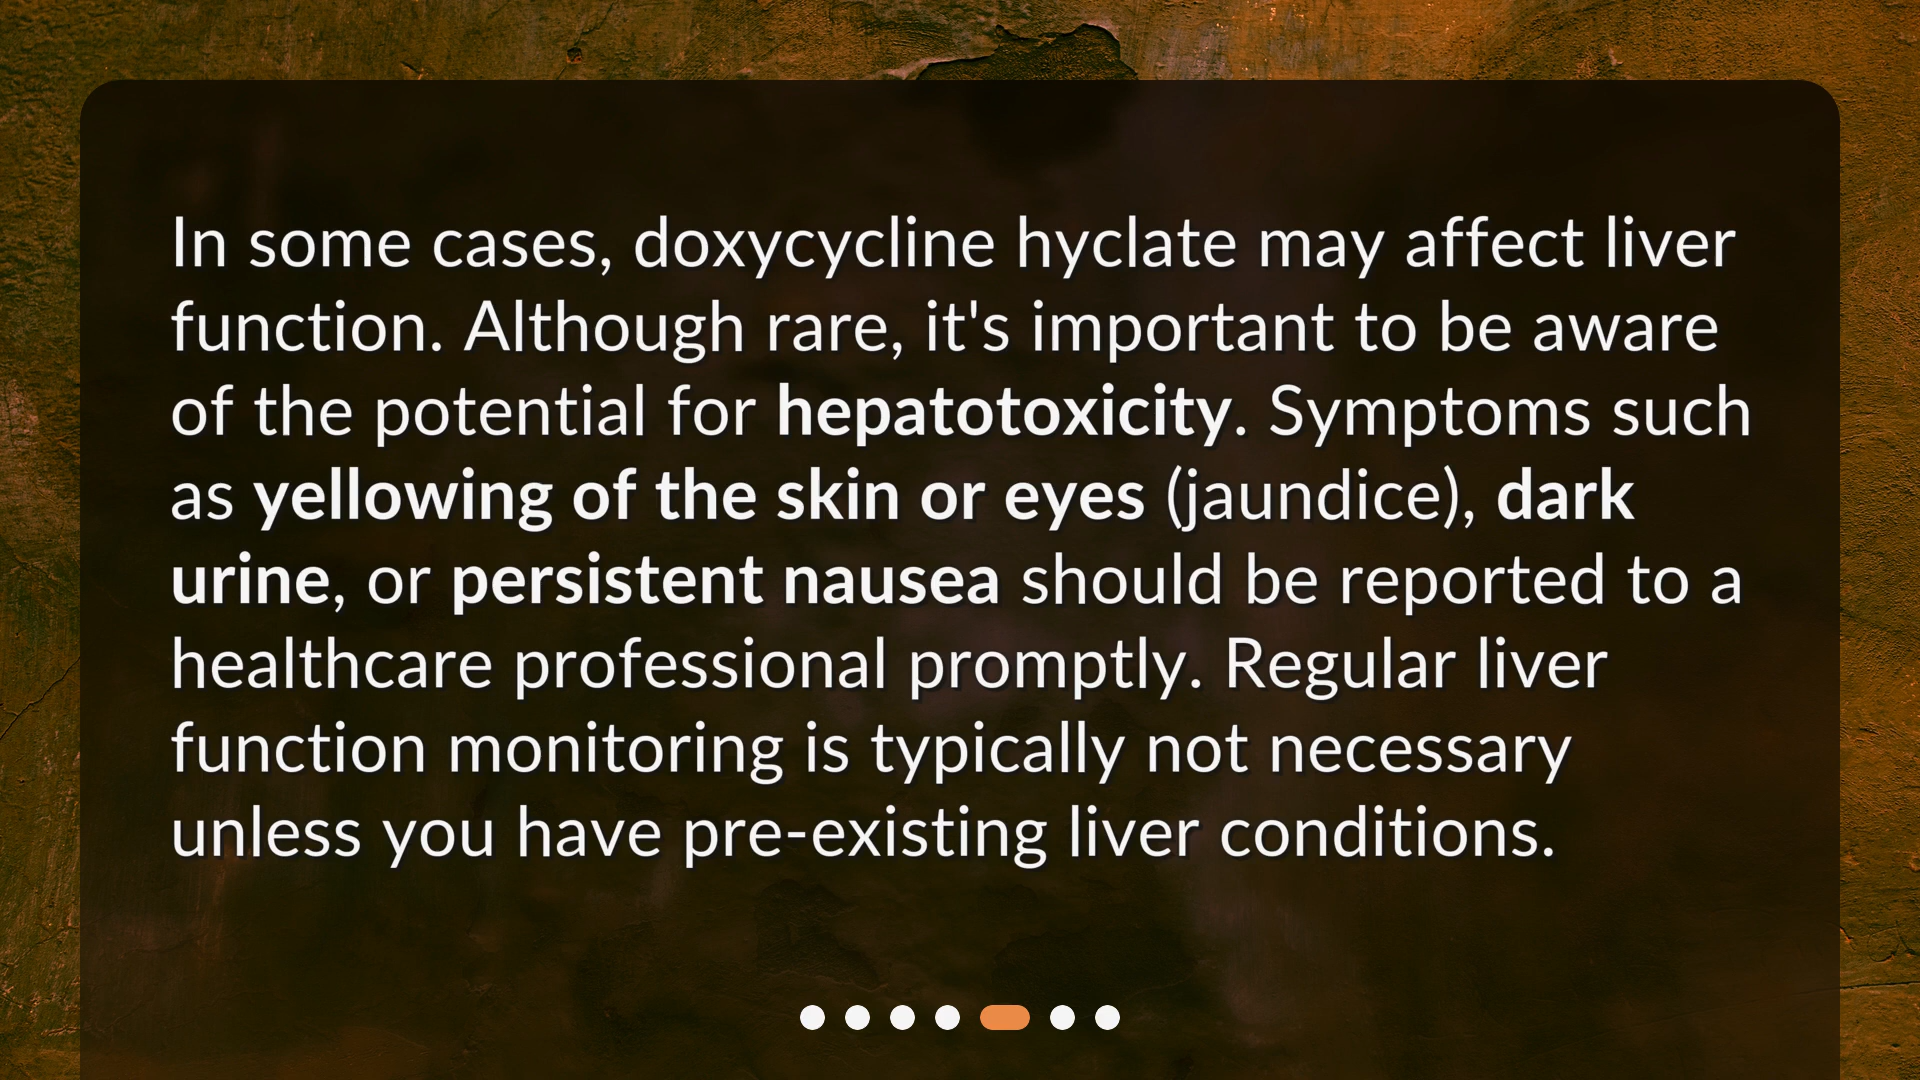 In some cases, doxycycline hyclate may affect liver
function. Although rare, it's important to be aware
of the potential for hepatotoxicity. Symptoms such
as yellowing of the skin or eyes (jaundice), dark
urine, or persistent nausea should be reported to a
healthcare professional promptly. Regular liver
function monitoring is typically not necessary
unless you have pre-existing liver conditions.